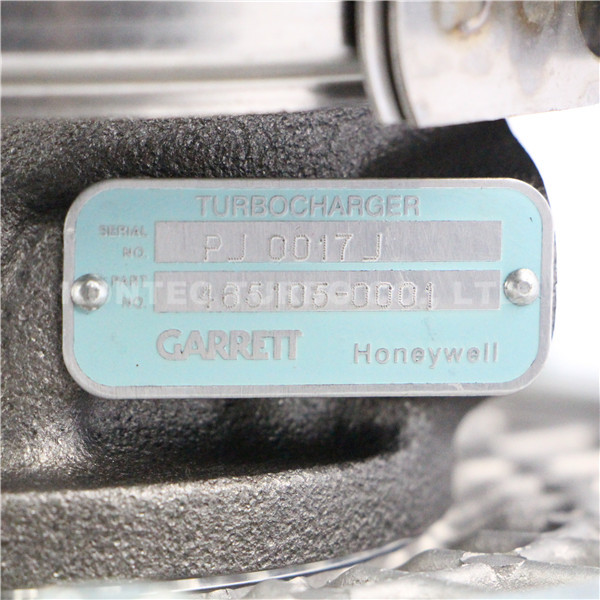 TURBOCHARGER
SERIAL NO. PJ 0017J
PART NO. 465105-0001
GARRETT Honeywell